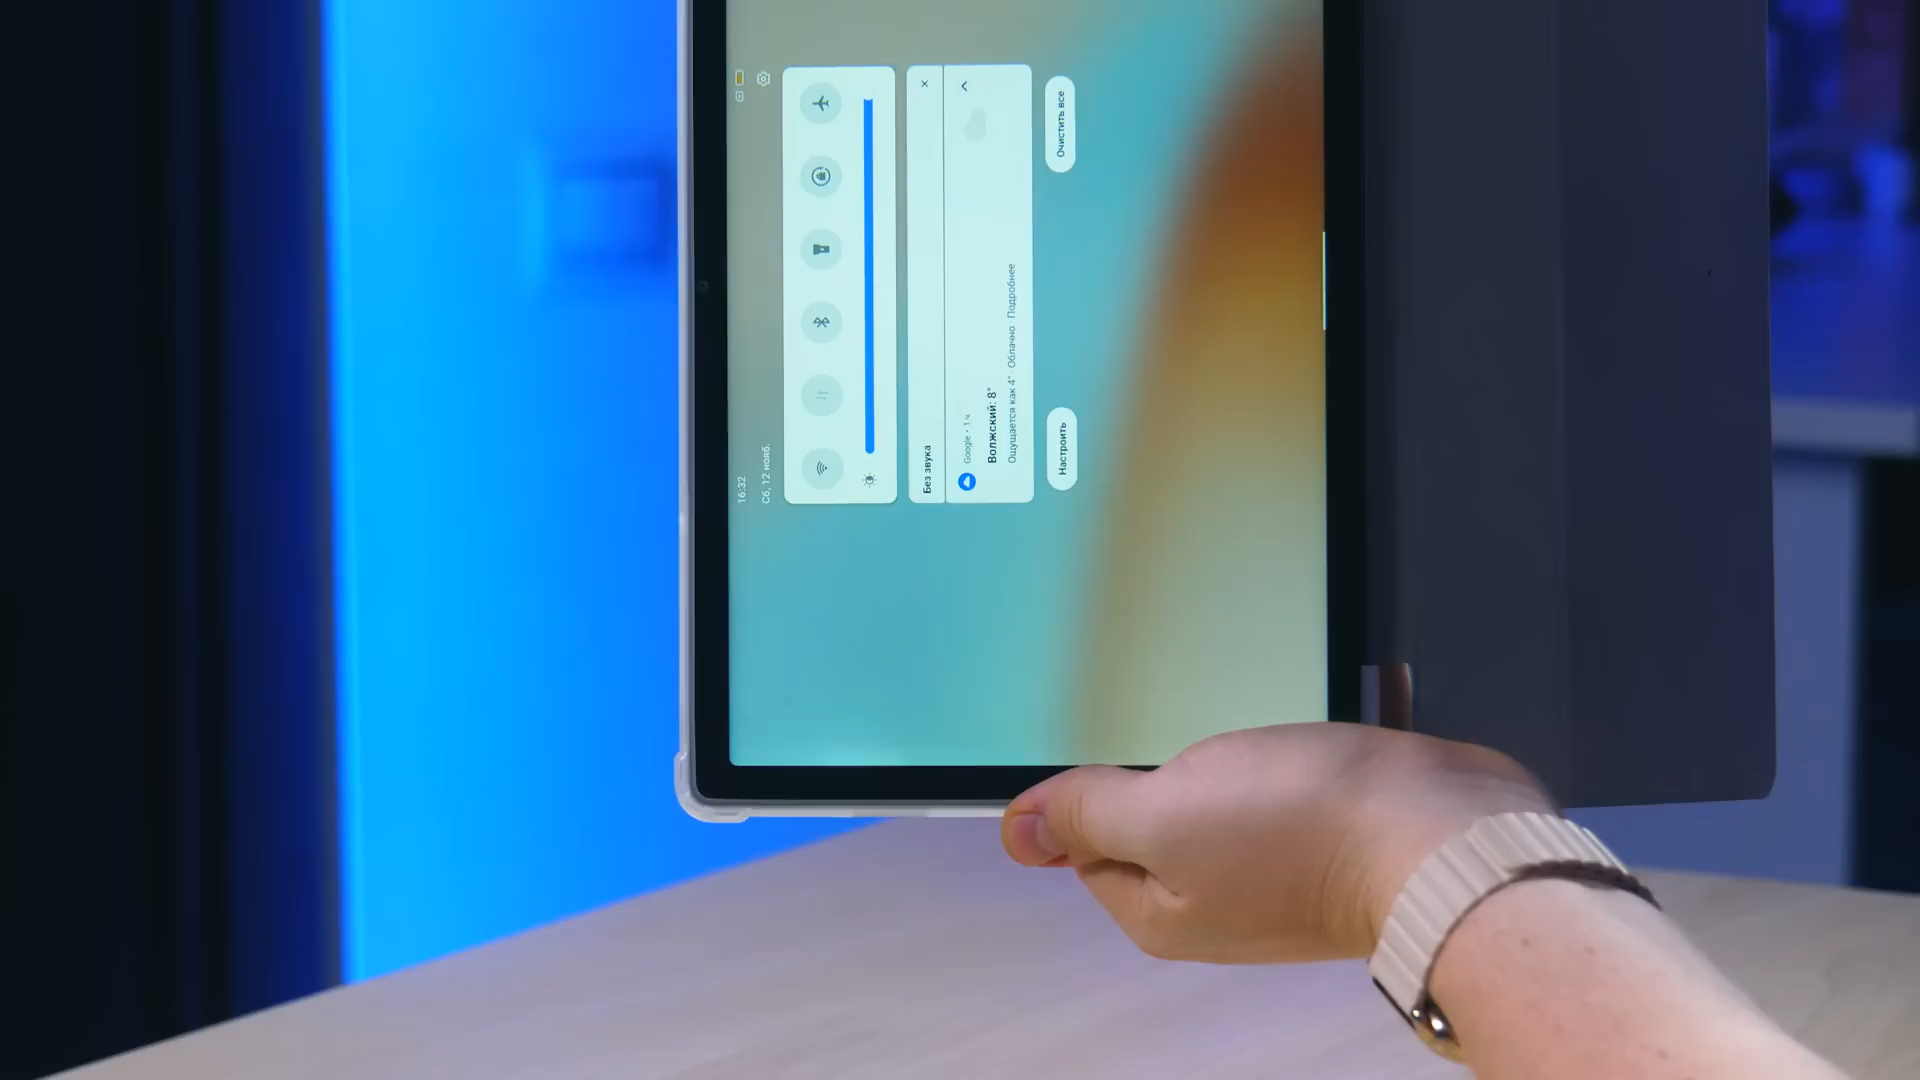 16:32
Сб, 12 нояб.
Без звука
Google • 1 ч.
Волжский: 8°
Ощущается как 4° · Облачно · Подробнее
Настроить
Очистить все